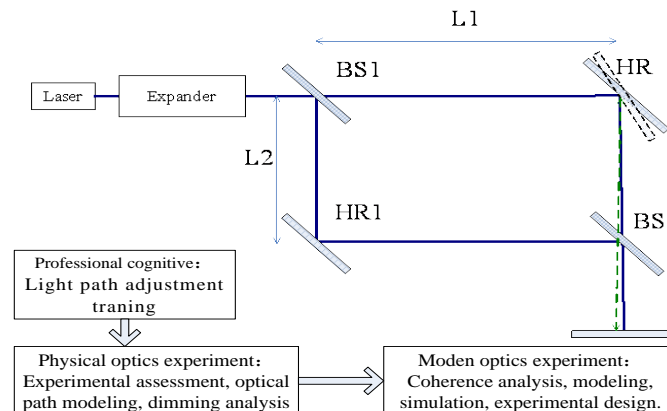 L1
BS1
HR
Laser
Expander
L2
HR1
BS
Professional cognitive:
Light path adjustment
traning
Physical optics experiment:
Experimental assessment, optical
path modeling, dimming analysis
Moden optics experiment:
Coherence analysis, modeling,
simulation, experimental design.